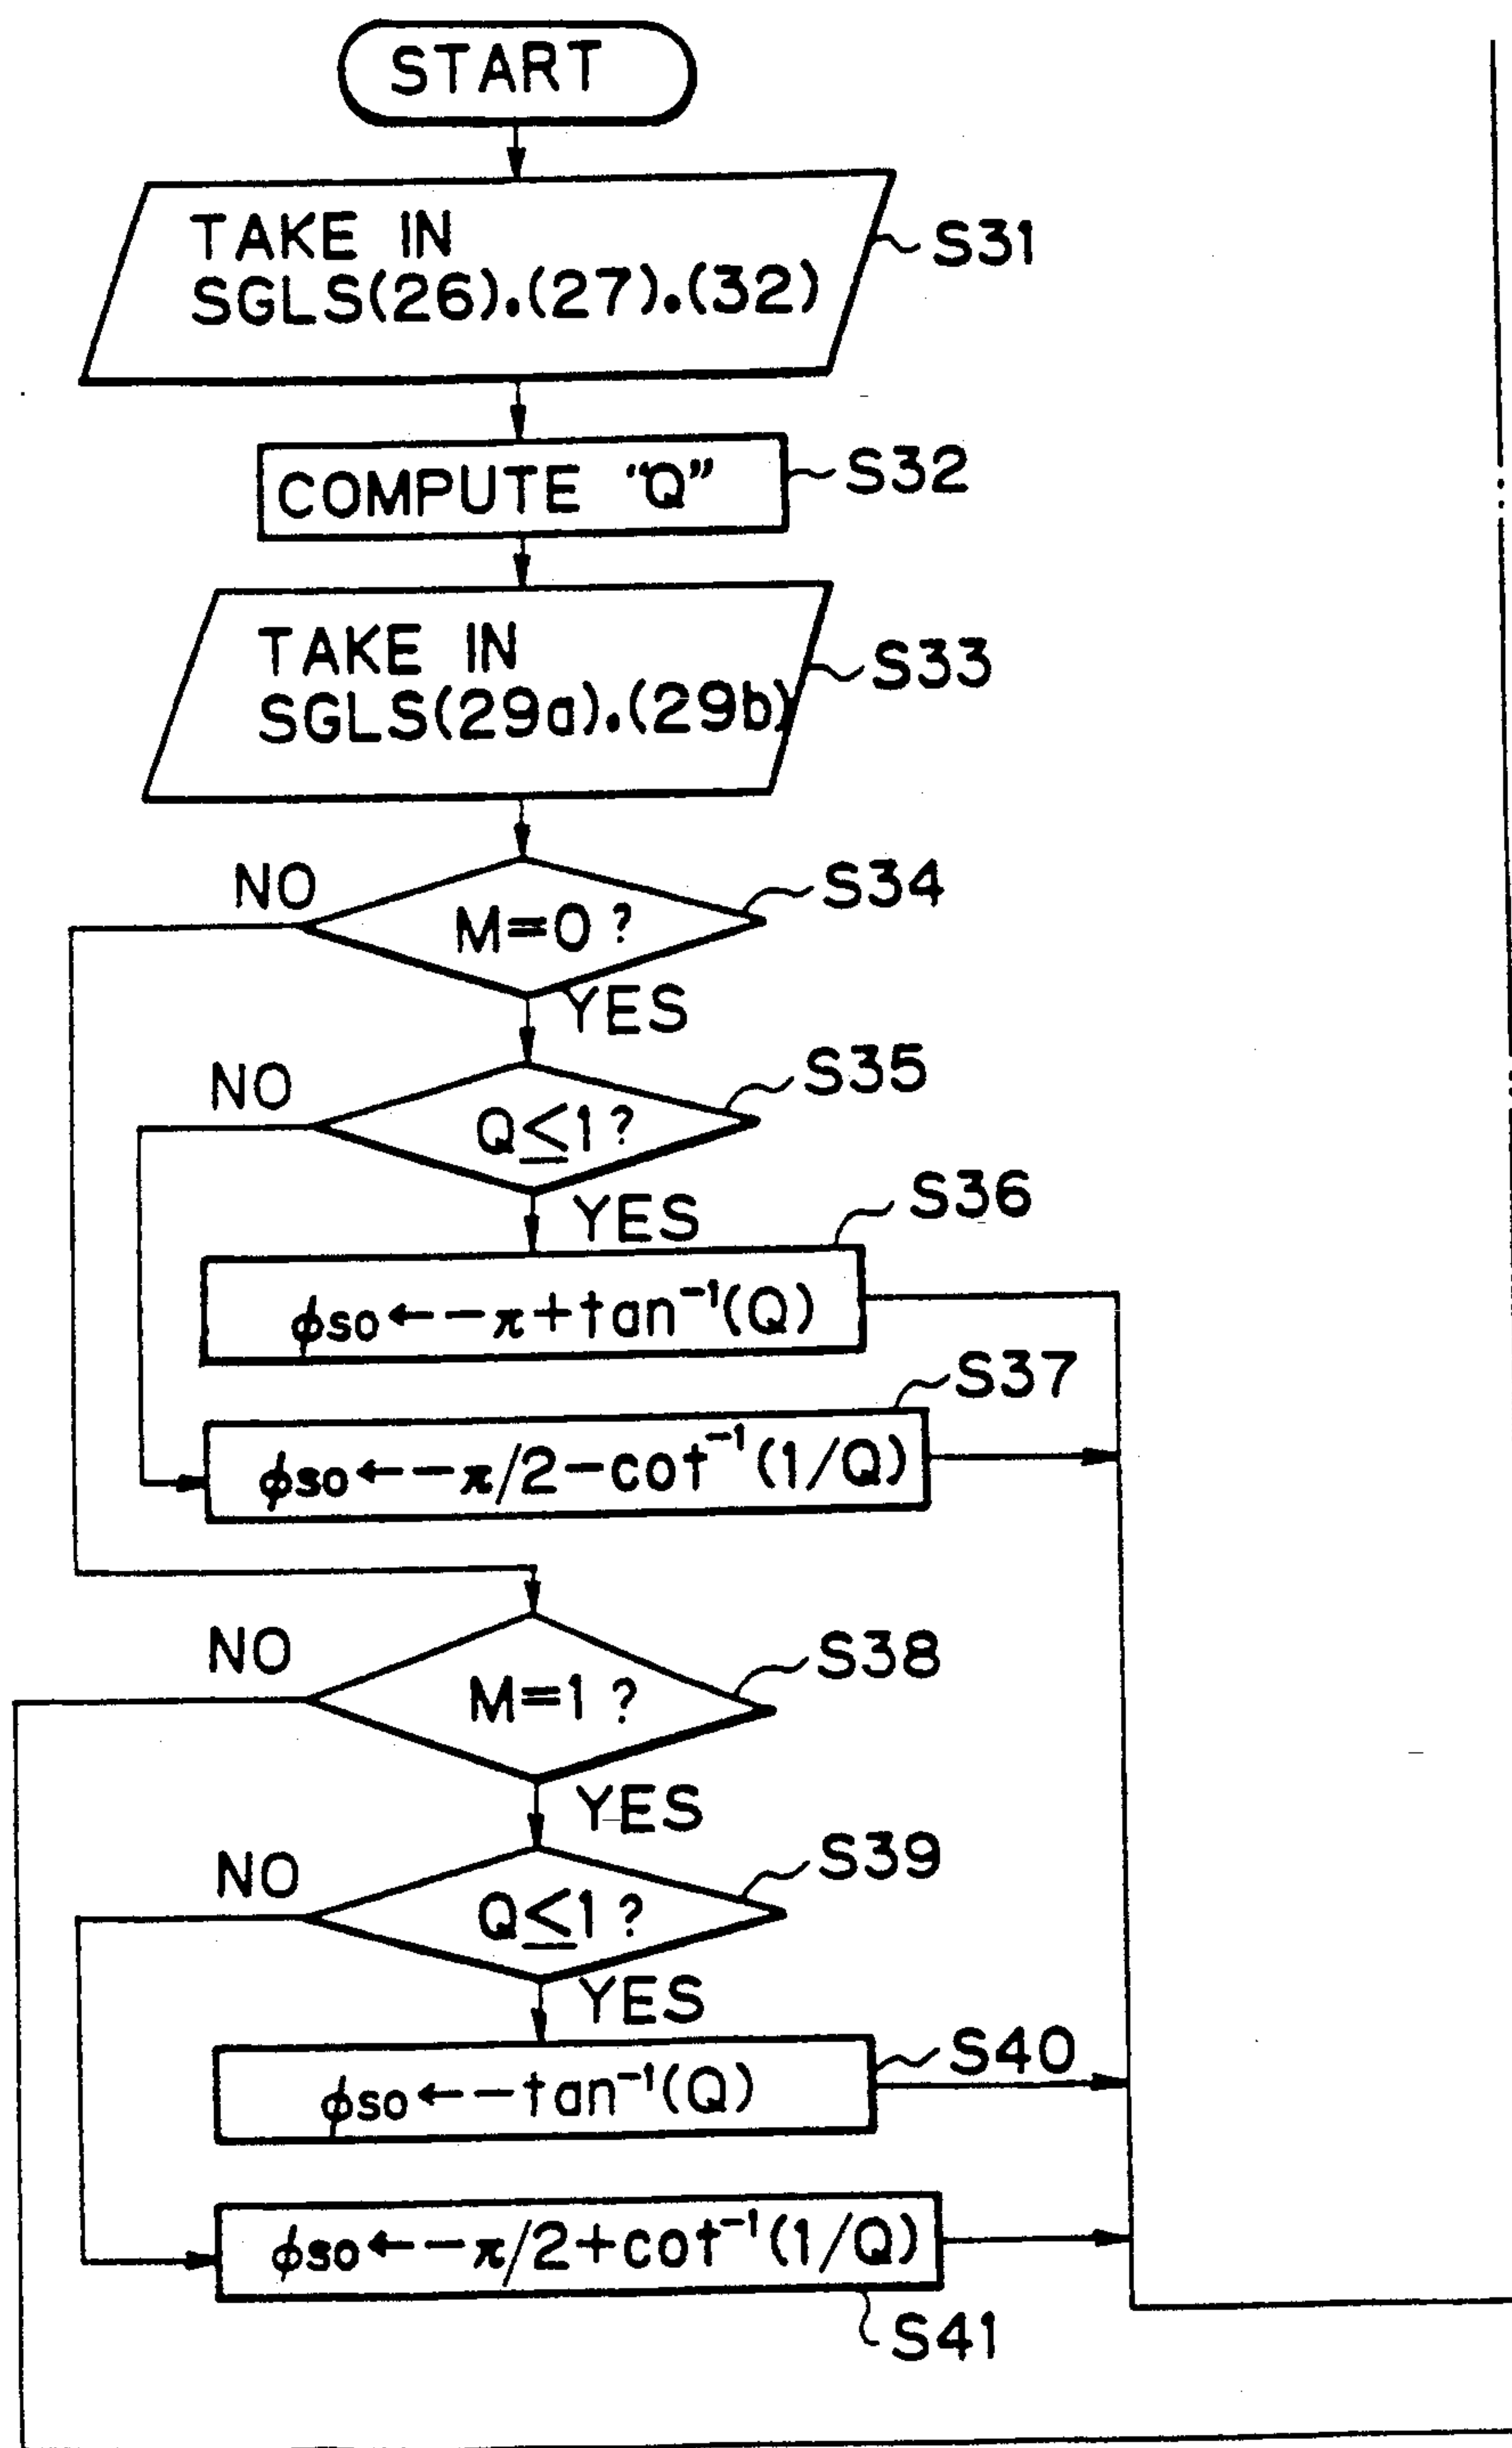 START
TAKE IN
SGLS(26).(27).(32)
S31
COMPUTE "Q"
S32
TAKE IN
SGLS(29a).(29b)
S33
NO
M=0?
S34
YES
NO
Q≤1?
S35
YES
S36
φso←-π+tan⁻¹(Q)
S37
φso←-π/2-cot⁻¹(1/Q)
NO
M=1?
S38
YES
NO
Q≤1?
S39
YES
S40
φso←-tan⁻¹(Q)
φso←-π/2+cot⁻¹(1/Q)
S41